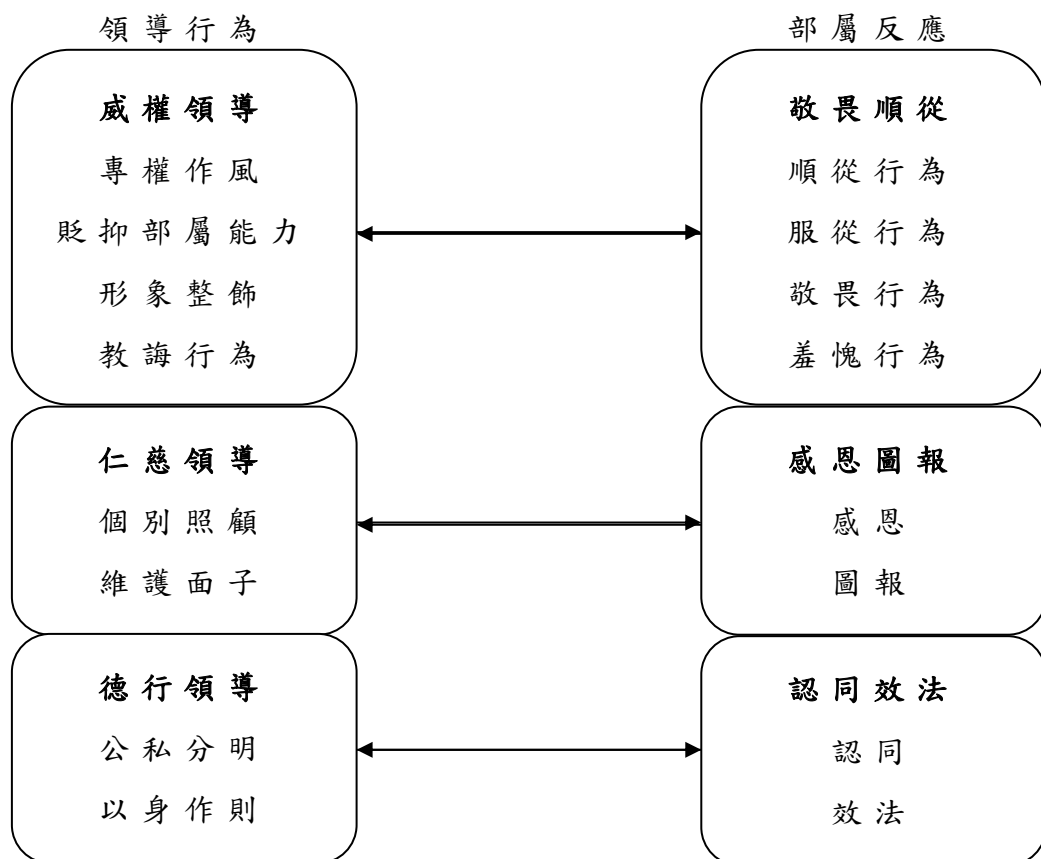 領導行為
威權領導
專權作風
貶抑部屬能力
形象整飾
教誨行為
仁慈領導
個別照顧
維護面子
德行領導
公私分明
以身作則
部屬反應
敬畏順從
順從行為
服從行為
敬畏行為
羞愧行為
感恩圖報
感恩
圖報
認同效法
認同
效法